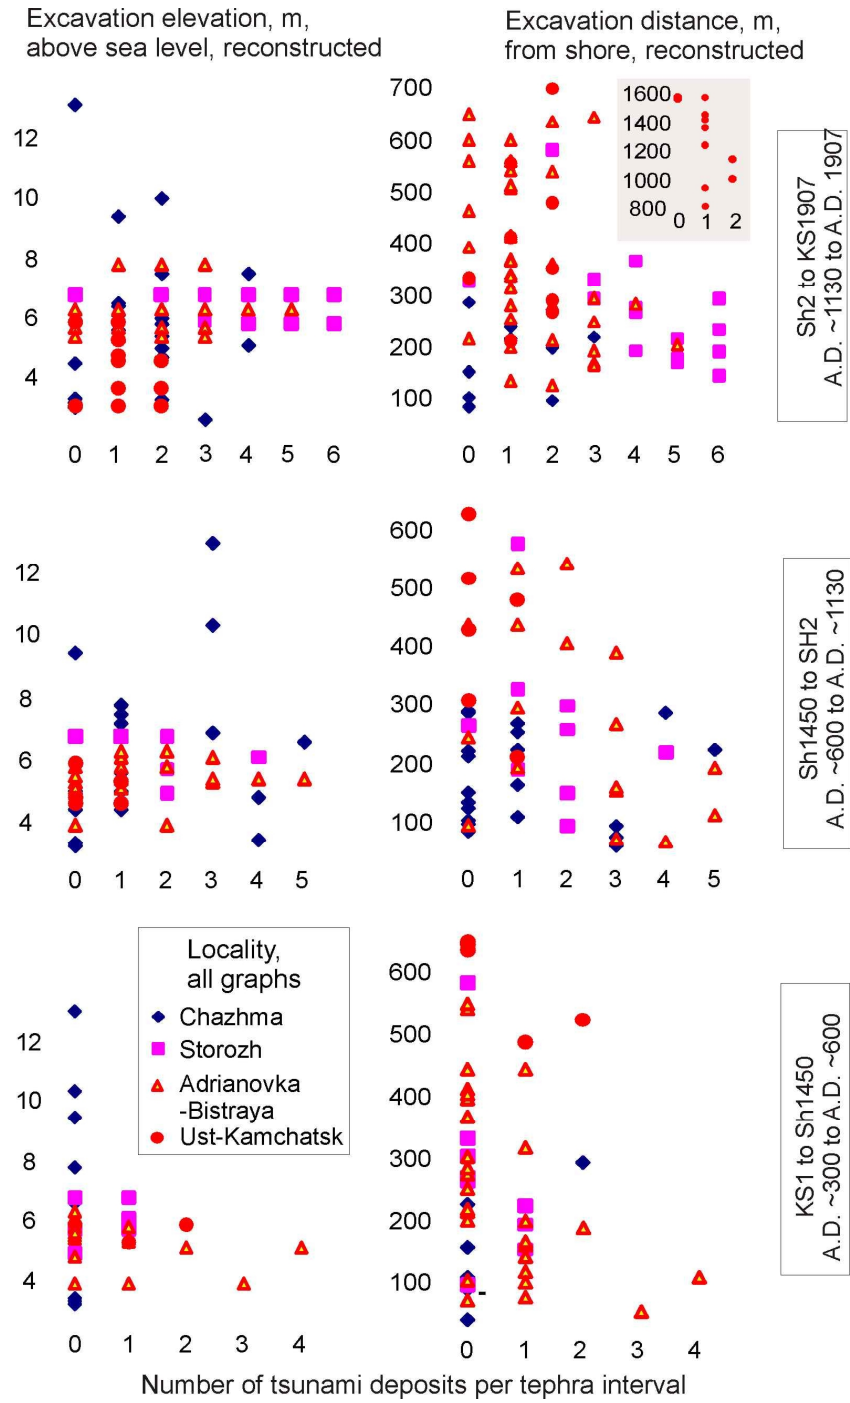 Excavation elevation, m,
above sea level, reconstructed
Excavation distance, m,
from shore, reconstructed
12
10
8
6
4
0 1 2 3 4 5 6
700
600
500
400
300
200
100
0 1 2 3 4 5 6
1600
1400
1200
1000
800
0 1 2
Sh2 to KS1907
A.D. ~1130 to A.D. 1907
12
10
8
6
4
0 1 2 3 4 5
600
500
400
300
200
100
0 1 2 3 4 5
Sh1450 to SH2
A.D. ~600 to A.D. ~1130
Locality,
all graphs
Chazhma
Storozh
Adrianovka
-Bistraya
Ust-Kamchatsk
12
10
8
6
4
0 1 2 3 4
600
500
400
300
200
100
0 1 2 3 4
KS1 to Sh1450
A.D. ~300 to A.D. ~600
Number of tsunami deposits per tephra interval